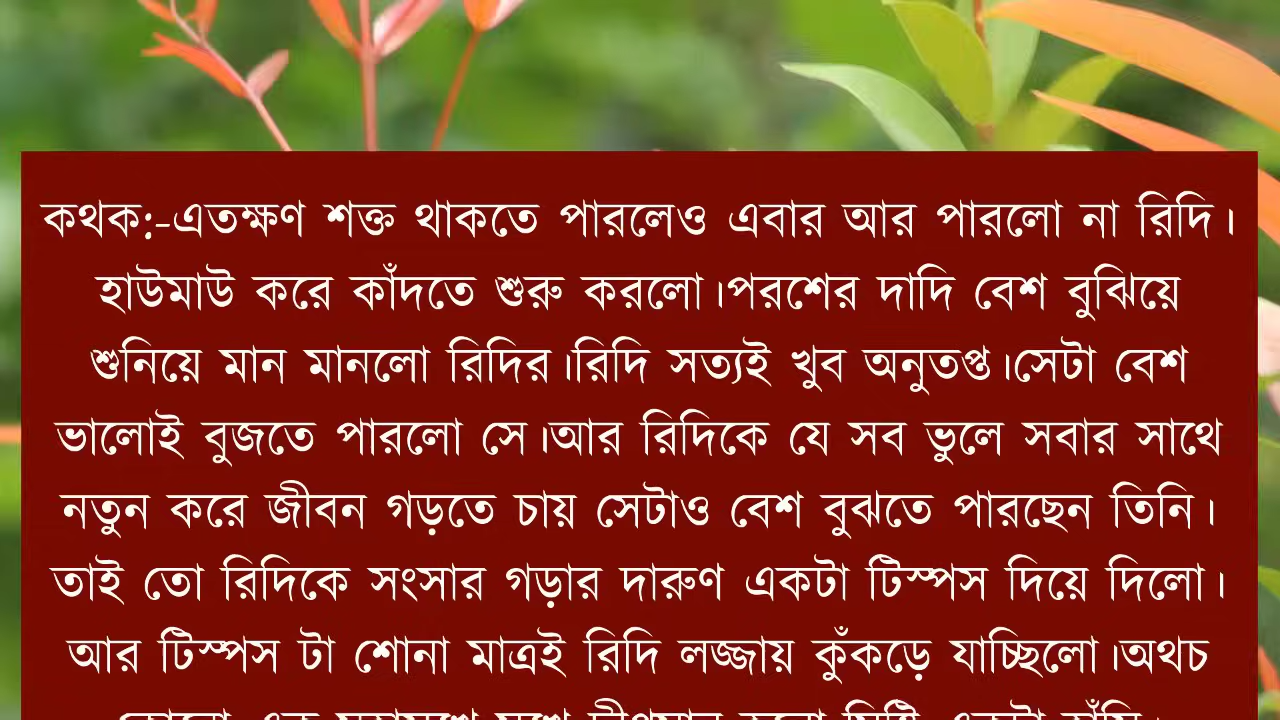 কথক:-এতক্ষণ শক্ত থাকতে পারলেও এবার আর পারলো না রিদি।
হাউমাউ করে কাঁদতে শুরু করলো।পরশের দাদি বেশ বুঝিয়ে
শুনিয়ে মান মানলো রিদির।রিদি সত্যই খুব অনুতপ্ত।সেটা বেশ
ভালোই বুজতে পারলো সে।আর রিদিকে যে সব ভুলে সবার সাথে
নতুন করে জীবন গড়তে চায় সেটাও বেশ বুঝতে পারছেন তিনি।
তাই তো রিদিকে সংসার গড়ার দারুণ একটা টিস্পস দিয়ে দিলো।
আর টিস্পস টা শোনা মাত্রই রিদি লজ্জায় কুঁকড়ে যাচ্ছিলো।অথচ